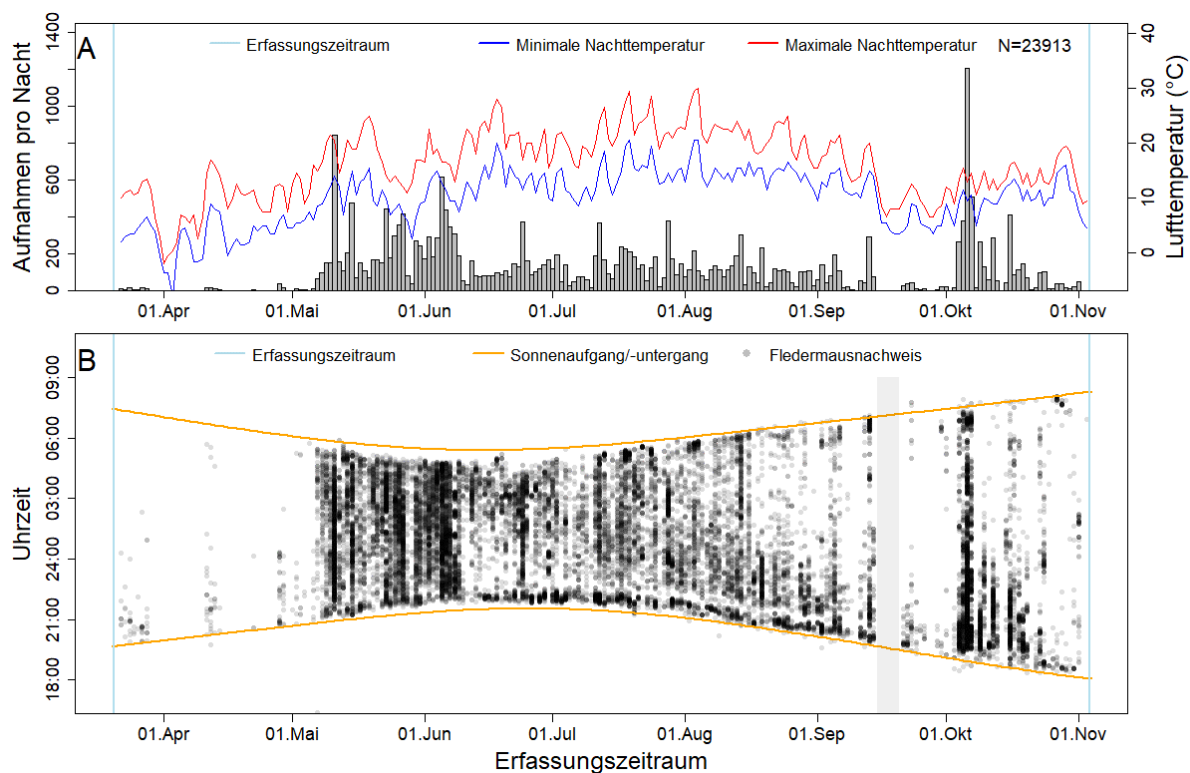 A
Erfassungszeitraum
Minimale Nachttemperatur
Maximale Nachttemperatur
N=23913
Aufnahmen pro Nacht
1400
1000
600
200
0
Lufttemperatur (°C)
40
30
20
10
0
01.Apr
01.Mai
01.Jun
01.Jul
01.Aug
01.Sep
01.Okt
01.Nov
B
Erfassungszeitraum
Sonnenaufgang/-untergang
Fledermausnachweis
Uhrzeit
09:00
06:00
03:00
24:00
21:00
18:00
01.Apr
01.Mai
01.Jun
01.Jul
01.Aug
01.Sep
01.Okt
01.Nov
Erfassungszeitraum